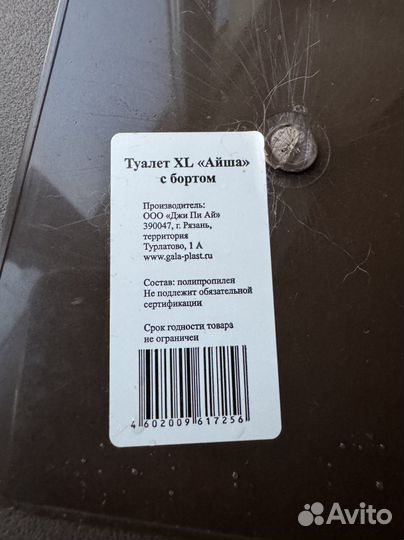 Туалет XL «Айша»
с бортом
Производитель:
ООО «Джи Пи Ай»
390047, г. Рязань,
территория
Турлатово, 1 А
www.gala-plast.ru
Состав: полипропилен
Не подлежит обязательной
сертификации
Срок годности товара
не ограничен
4 602009 617256
Avito